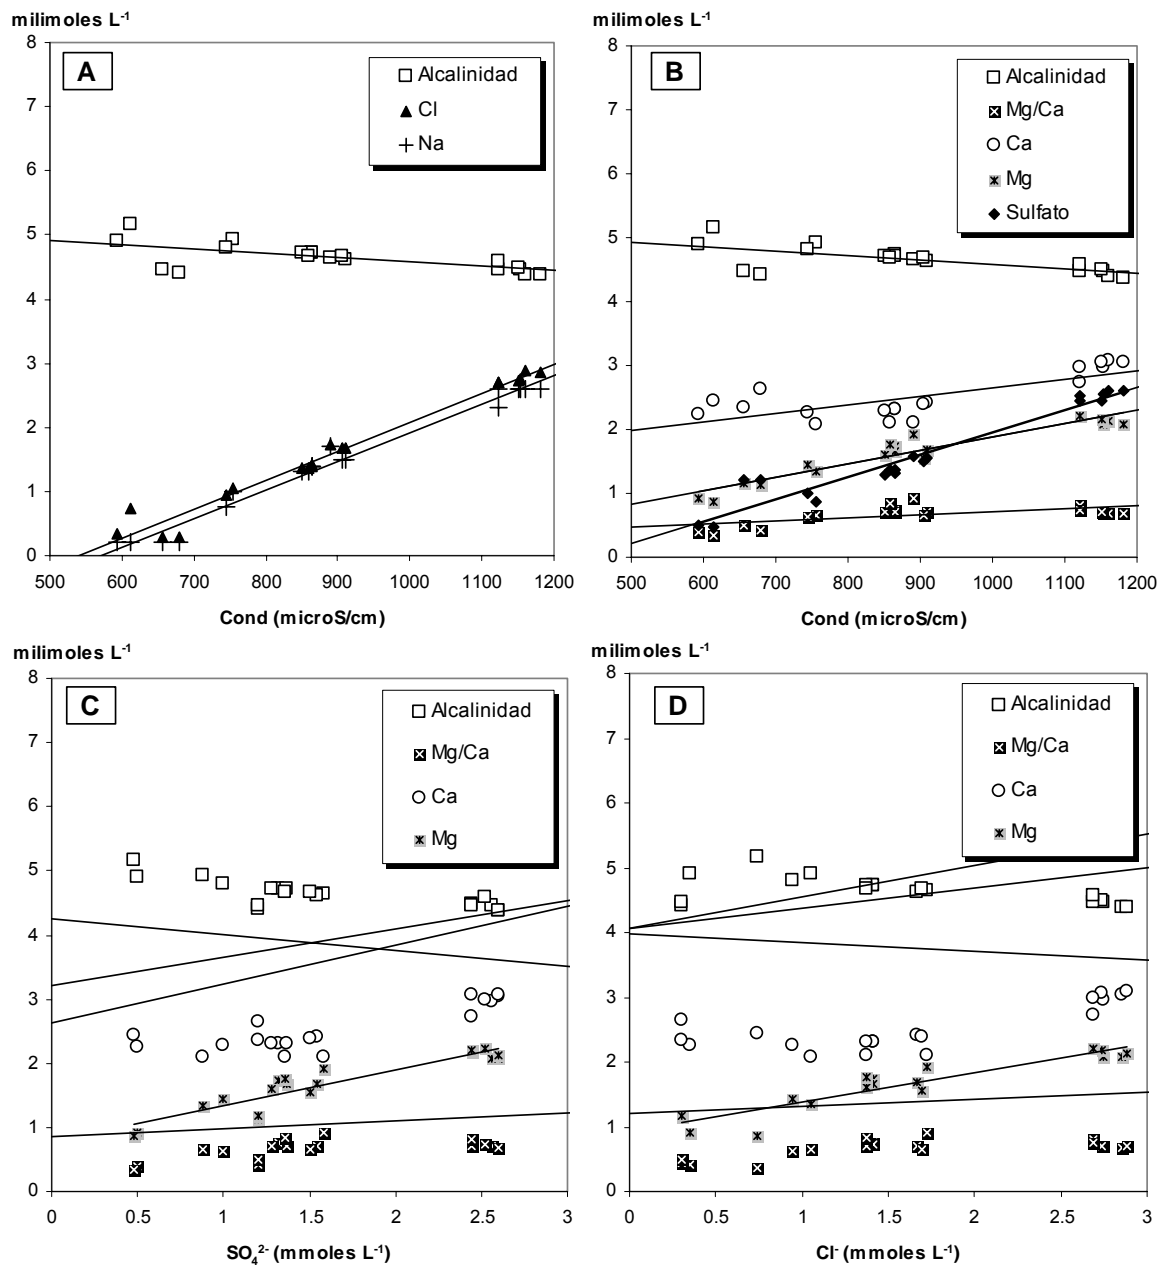 milimoles L-1
8
7
6
5
4
3
2
1
0
500 600 700 800 900 1000 1100 1200
Cond (microS/cm)
A
Alcalinidad
Cl
Na
milimoles L-1
8
7
6
5
4
3
2
1
0
500 600 700 800 900 1000 1100 1200
Cond (microS/cm)
B
Alcalinidad
Mg/Ca
Ca
Mg
Sulfato
milimoles L-1
8
7
6
5
4
3
2
1
0
0 0.5 1 1.5 2 2.5 3
SO42- (mmoles L-1)
C
Alcalinidad
Mg/Ca
Ca
Mg
milimoles L-1
8
7
6
5
4
3
2
1
0
0 0.5 1 1.5 2 2.5 3
Cl- (mmoles L-1)
D
Alcalinidad
Mg/Ca
Ca
Mg